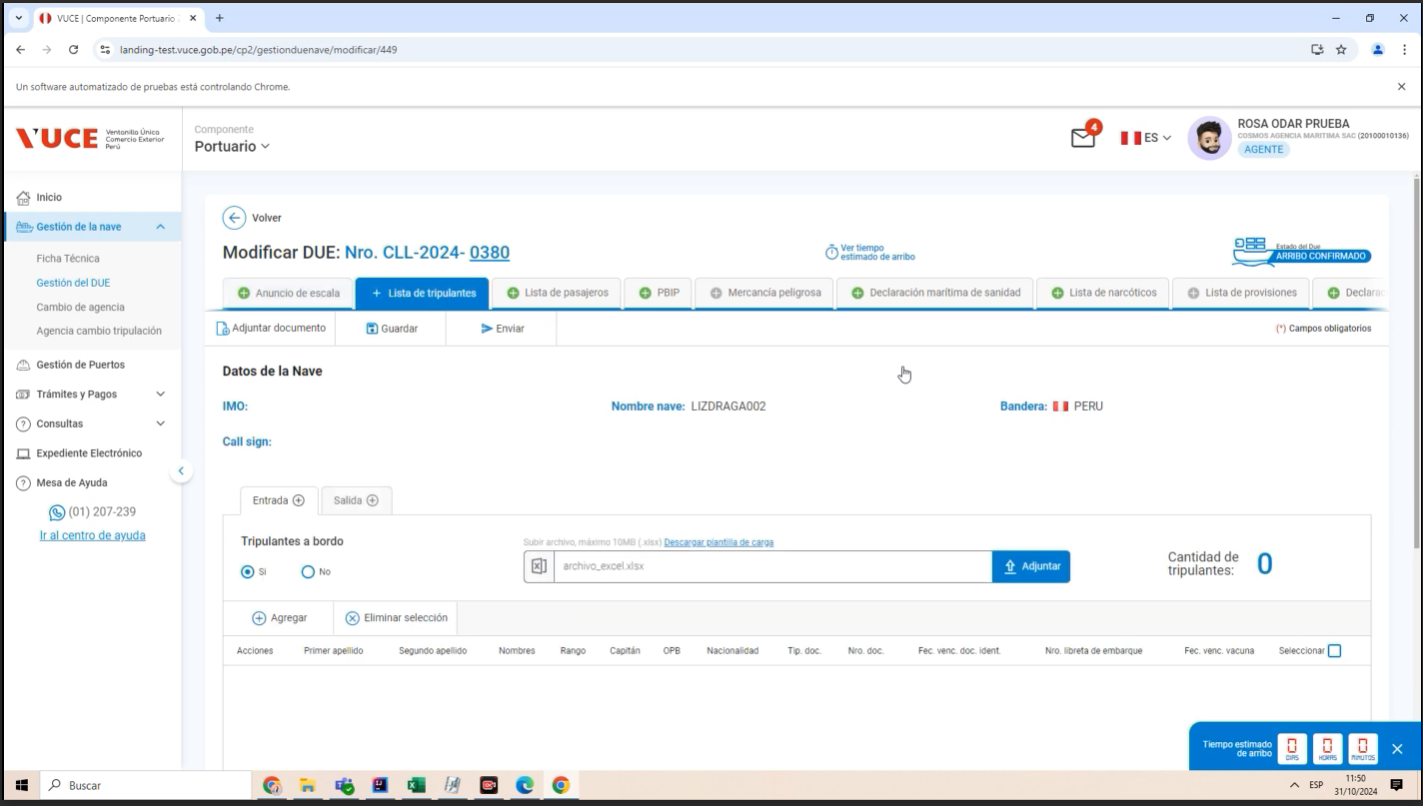 VUCE | Componente Portuario
landing-test.vuce.gob.pe/cp2/gestionduenave/modificar/449
Un software automatizado de pruebas está controlando Chrome.
VUCE Ventanilla Única
Comercio Exterior
Perú
Componente
Portuario
4
ES
ROSA ODAR PRUEBA
COSMOS AGENCIA MARITIMA SAC (20100010136)
AGENTE
Inicio
Gestión de la nave
Ficha Técnica
Gestión del DUE
Cambio de agencia
Agencia cambio tripulación
Gestión de Puertos
Trámites y Pagos
Consultas
Expediente Electrónico
Mesa de Ayuda
(01) 207-239
Ir al centro de ayuda
Volver
Modificar DUE: Nro. CLL-2024- 0380
Ver tiempo
estimado de arribo
Estado del Due
ARRIBO CONFIRMADO
Anuncio de escala
+ Lista de tripulantes
Lista de pasajeros
PBIP
Mercancía peligrosa
Declaración marítima de sanidad
Lista de narcóticos
Lista de provisiones
Declarac
Adjuntar documento
Guardar
Enviar
(*) Campos obligatorios
Datos de la Nave
IMO:
Nombre nave: LIZDRAGA002
Bandera: PERU
Call sign:
Entrada
Salida
Tripulantes a bordo
Si
No
Subir archivo, máximo 10MB (.xlsx) Descargar plantilla de carga
archivo_excel.xlsx
Adjuntar
Cantidad de
tripulantes: 0
Agregar
Eliminar selección
Acciones Primer apellido Segundo apellido Nombres Rango Capitán OPB Nacionalidad Tip. doc. Nro. doc. Fec. venc. doc. ident. Nro. libreta de embarque Fec. venc. vacuna Seleccionar
Tiempo estimado
de arribo
0 DIAS
0 HORAS
0 MINUTOS
Buscar
ESP
11:50
31/10/2024